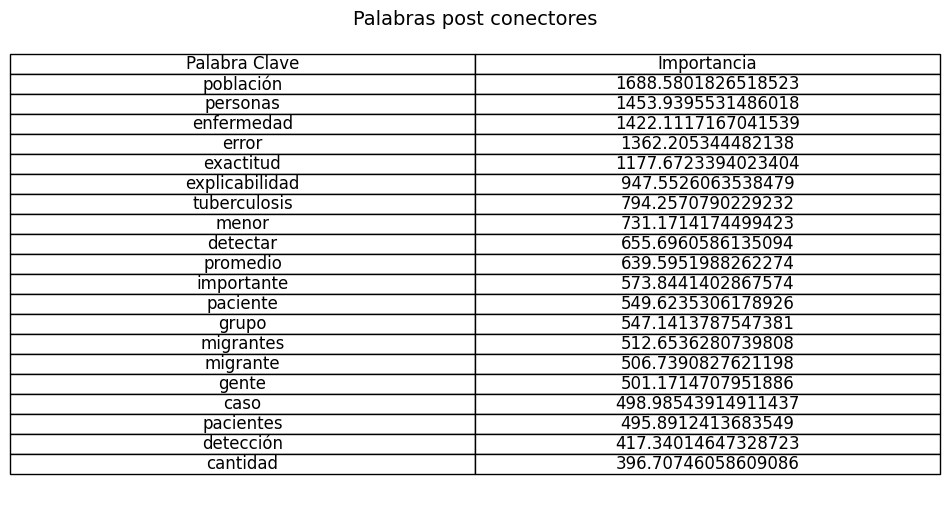 Palabras post conectores
Palabra Clave Importancia
población 1688.5801826518523
personas 1453.9395531486018
enfermedad 1422.1117167041539
error 1362.205344482138
exactitud 1177.6723394023404
explicabilidad 947.5526063538479
tuberculosis 794.2570790229232
menor 731.1714174499423
detectar 655.6960586135094
promedio 639.5951988262274
importante 573.8441402867574
paciente 549.6235306178926
grupo 547.1413787547381
migrantes 512.6536280739808
migrante 506.7390827621198
gente 501.1714707951886
caso 498.98543914911437
pacientes 495.8912413683549
detección 417.34014647328723
cantidad 396.70746058609086